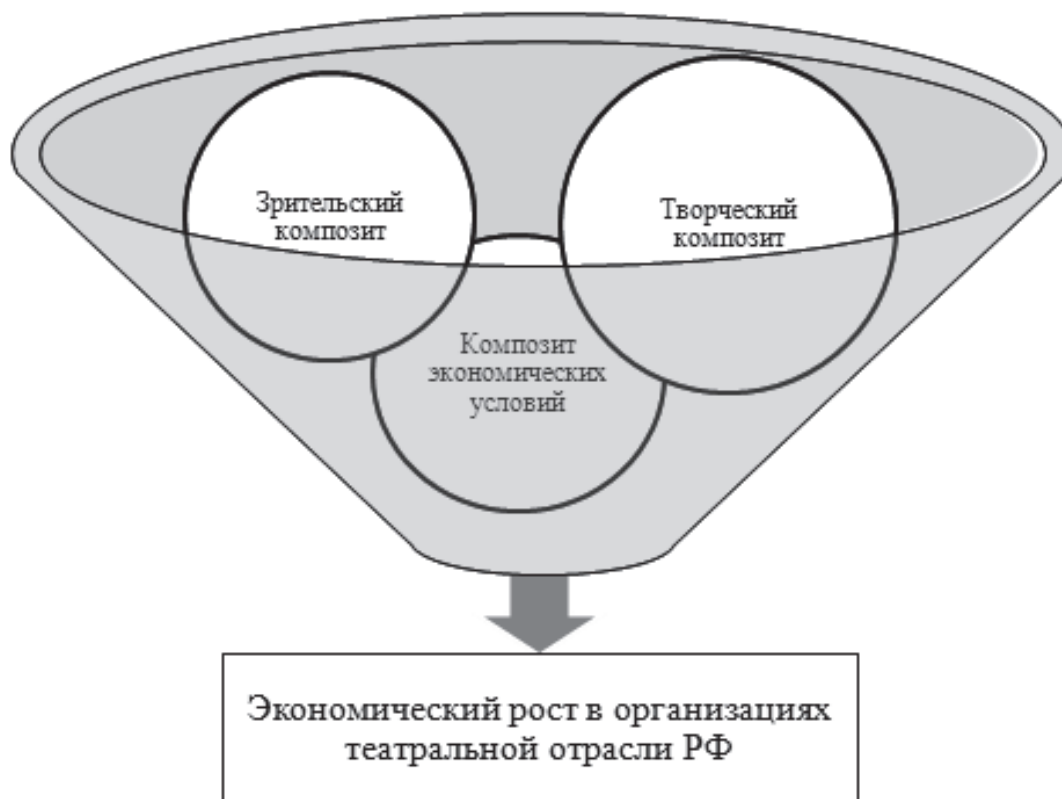 Зрительский
композит
Творческий
композит
Композит
экономических
условий
Экономический рост в организациях
театральной отрасли РФ